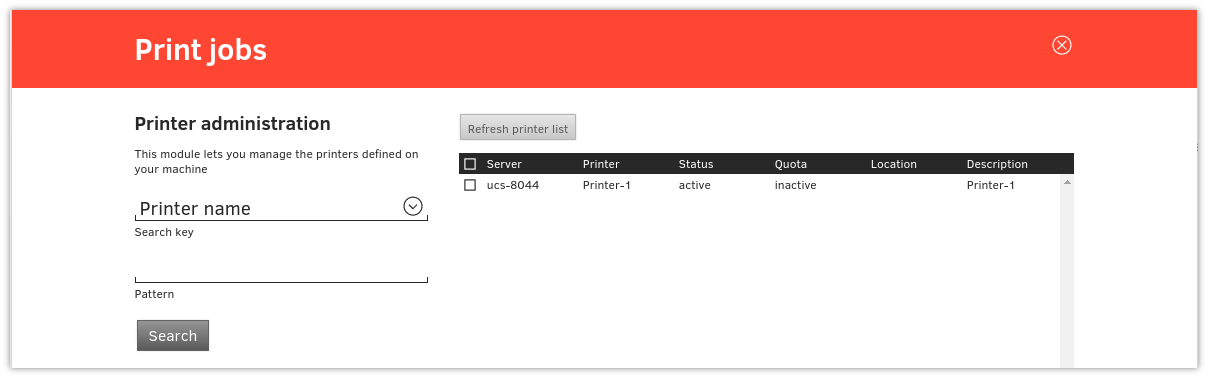 Print jobs
Printer administration
This module lets you manage the printers defined on
your machine
Printer name
Search key
Pattern
Search
Refresh printer list
Server Printer Status Quota Location Description
ucs-8044 Printer-1 active inactive Printer-1